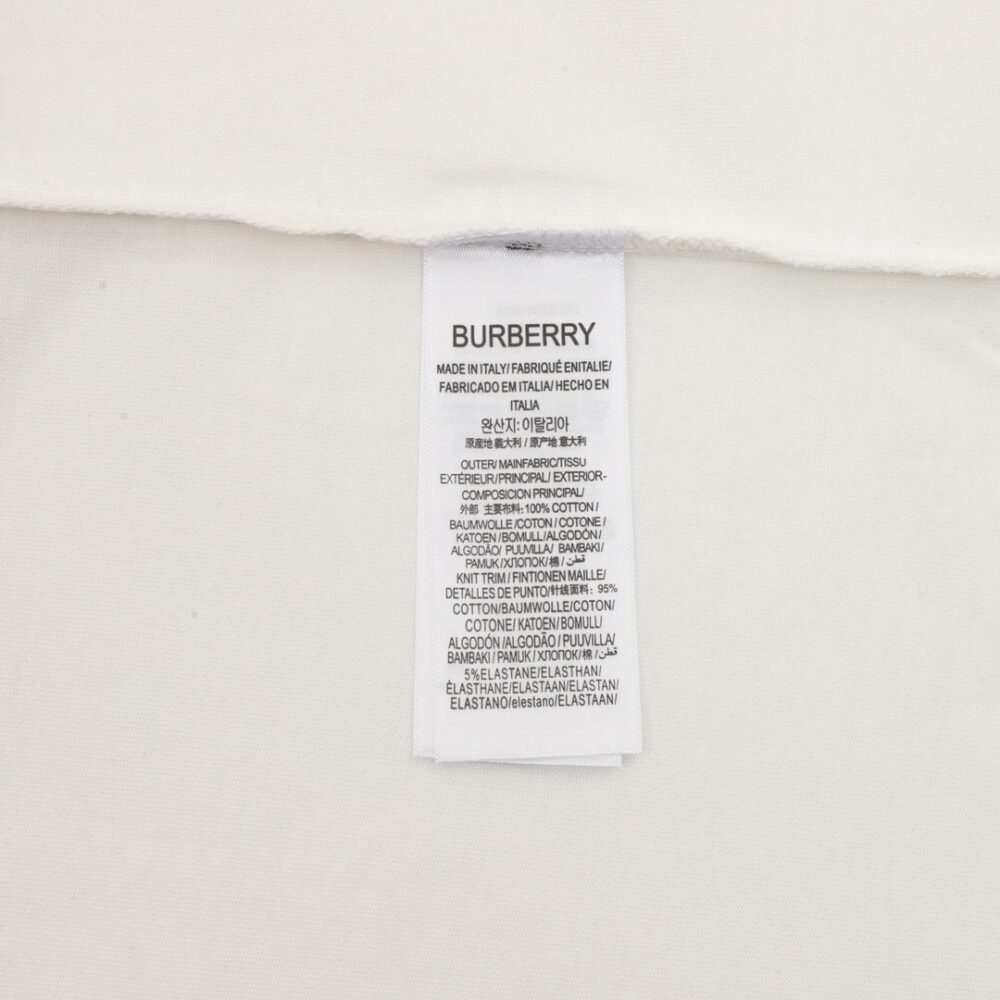 BURBERRY
MADE IN ITALY/ FABRIQUÉ ENITALIE/
FABRICADO EM ITALIA/ HECHO EN
ITALIA
완산지: 이탈리아
原産地 義大利 / 原产地 意大利
OUTER/ MAINFABRIC/TISSU
EXTÉRIEUR/PRINCIPAL/ EXTERIOR-
COMPOSICION PRINCIPAL/
外部 主要布料: 100% COTTON /
BAUMWOLLE /COTON / COTONE /
KATOEN /BOMULL/ALGODÓN /
ALGODÃO/ PUUVILLA/ BAMBAKI/
PAMUK /ХЛОПОК/棉 / قطن
KNIT TRIM / FINTIONEN MAILLE/
DETALLES DE PUNTO/针线面料: 95%
COTTON/BAUMWOLLE/COTON/
COTONE/ KATOEN/ BOMULL/
ALGODÓN /ALGODÃO / PUUVILLA/
BAMBAKI / PAMUK / ХЛОПОК/棉 /قطن
5%ELASTANE/ELASTHAN/
ÉLASTHANE/ELASTAAN/ELASTAN/
ELASTANO/elestano/ELASTAAN/